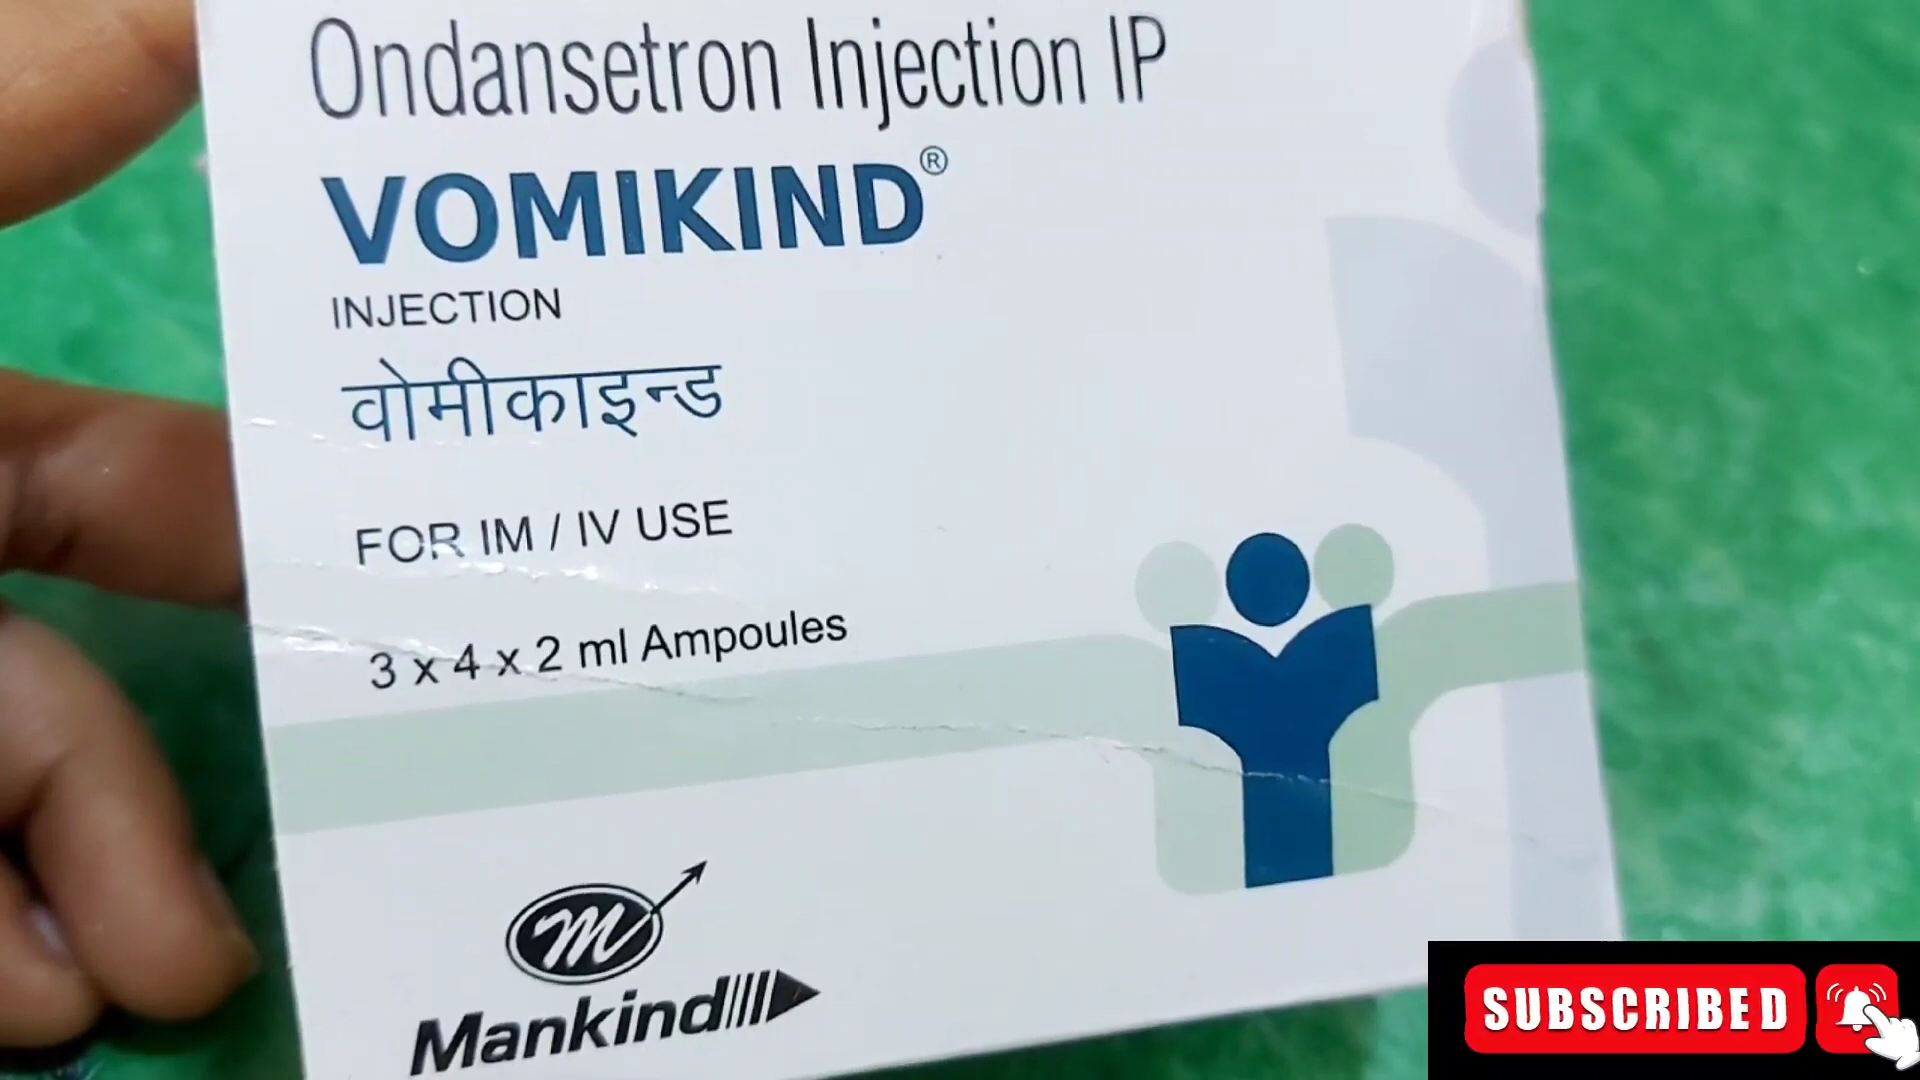 Ondansetron Injection IP
VOMIKIND®
INJECTION
वोमीकाइन्ड
FOR IM / IV USE
3 x 4 x 2 ml Ampoules
m
Mankind
SUBSCRIBED